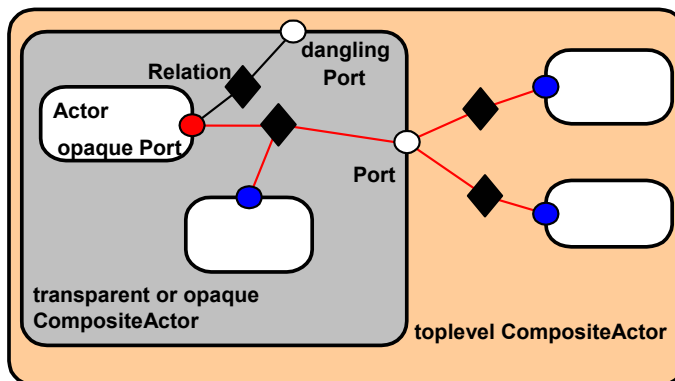 dangling
Port
Relation
Actor
opaque Port
Port
transparent or opaque
CompositeActor
toplevel CompositeActor